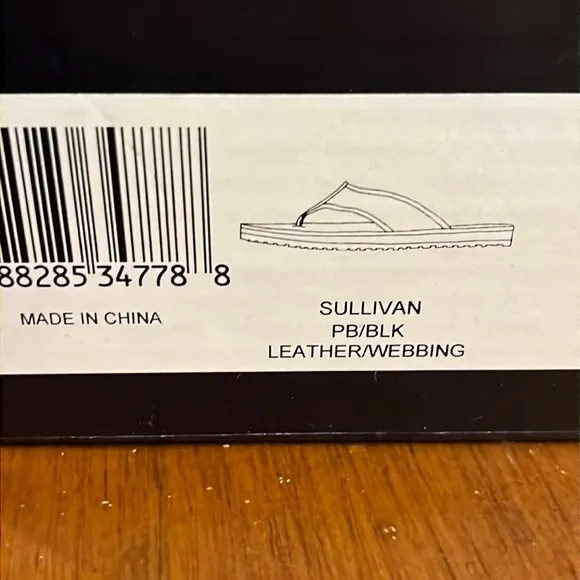 88285 34778 8
MADE IN CHINA
SULLIVAN
PB/BLK
LEATHER/WEBBING